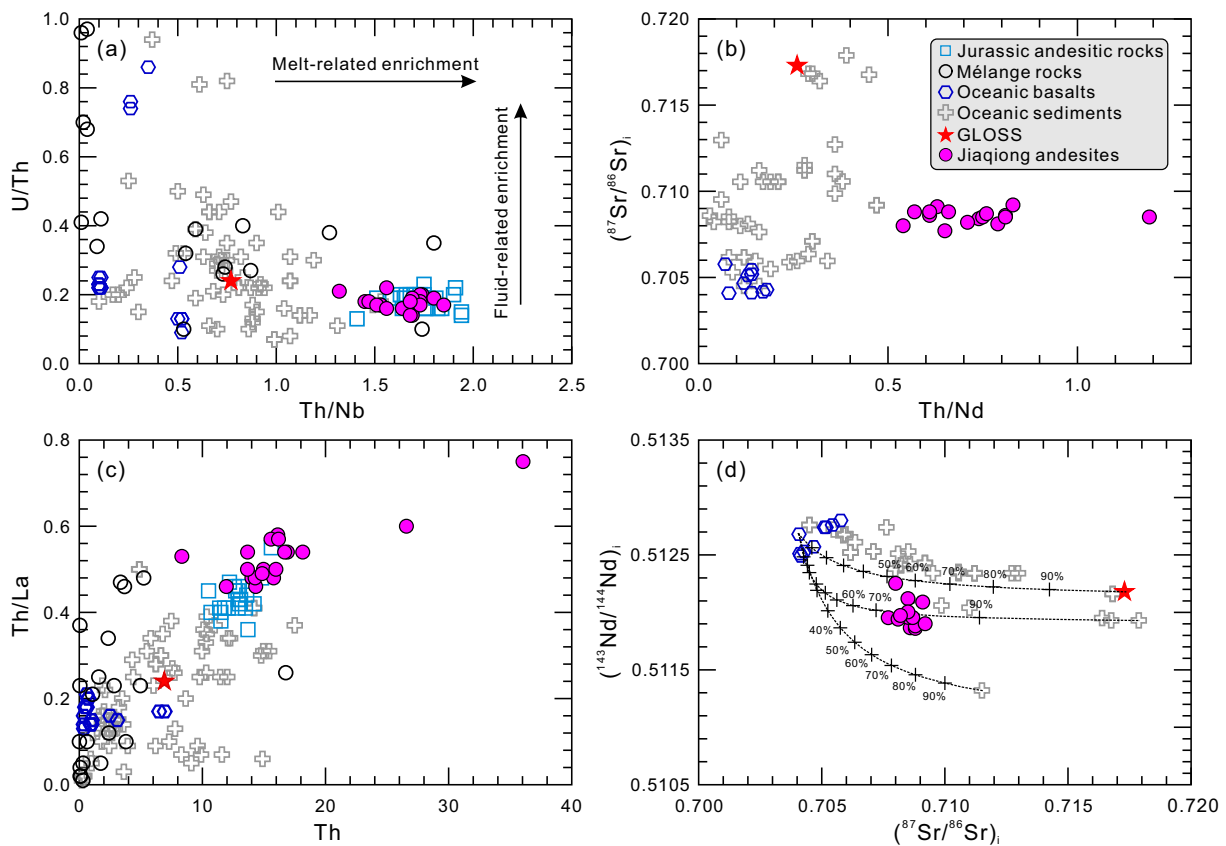 (a)
Melt-related enrichment
Fluid-related enrichment
U/Th
1.0
0.8
0.6
0.4
0.2
0.0
0.0 0.5 1.0 1.5 2.0 2.5
Th/Nb
(b)
Jurassic andesitic rocks
Mélange rocks
Oceanic basalts
Oceanic sediments
GLOSS
Jiaqiong andesites
(⁸⁷Sr/⁸⁶Sr)ᵢ
0.720
0.715
0.710
0.705
0.700
0.0 0.5 1.0
Th/Nd
(c)
Th/La
0.8
0.6
0.4
0.2
0.0
0 10 20 30 40
Th
(d)
(¹⁴³Nd/¹⁴⁴Nd)ᵢ
0.5135
0.5125
0.5115
0.5105
50% 60% 70% 80% 90%
60% 70% 90%
40% 50% 60% 70% 80% 90%
0.700 0.705 0.710 0.715 0.720
(⁸⁷Sr/⁸⁶Sr)ᵢ